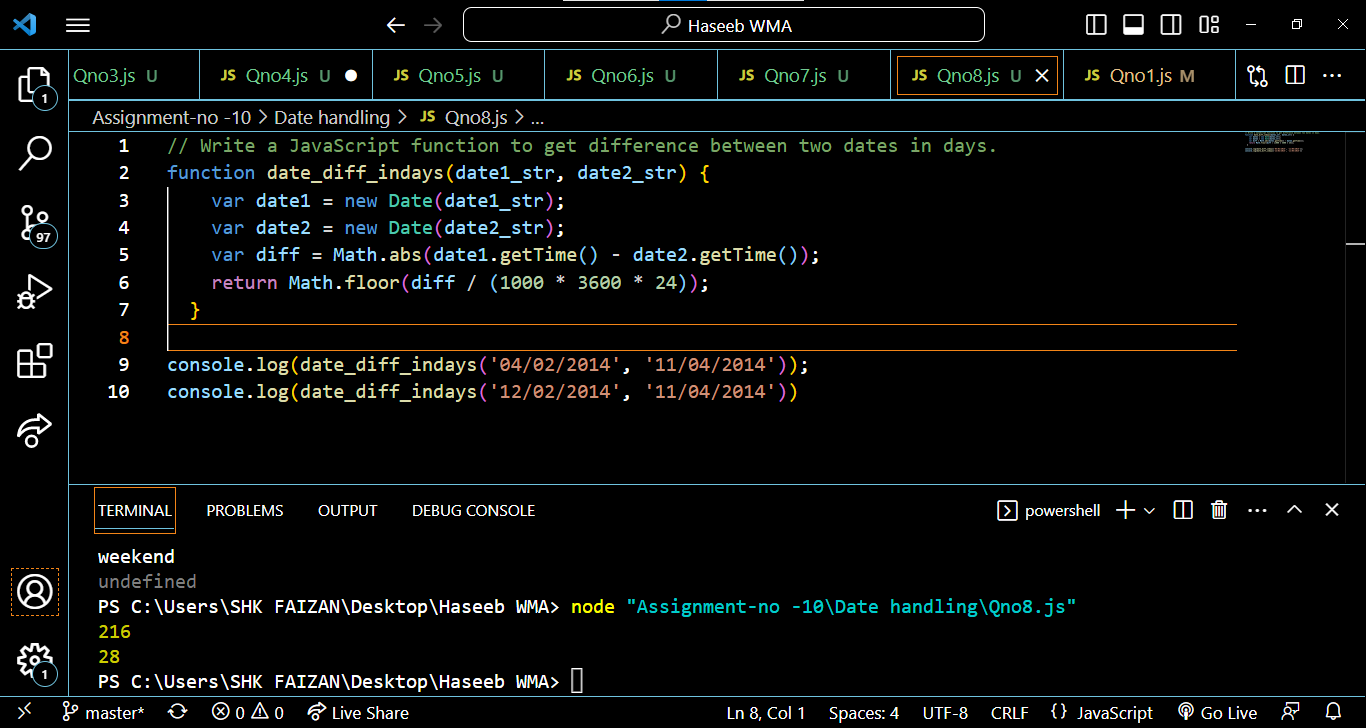 Haseeb WMA
Qno3.js U JS Qno4.js U JS Qno5.js U JS Qno6.js U JS Qno7.js U JS Qno8.js U JS Qno1.js M
1
Assignment-no -10 > Date handling > JS Qno8.js > ...
1 // Write a JavaScript function to get difference between two dates in days.
2 function date_diff_indays(date1_str, date2_str) {
3 var date1 = new Date(date1_str);
4 var date2 = new Date(date2_str);
97
5 var diff = Math.abs(date1.getTime() - date2.getTime());
6 return Math.floor(diff / (1000 * 3600 * 24));
7 }
8
9 console.log(date_diff_indays('04/02/2014', '11/04/2014'));
10 console.log(date_diff_indays('12/02/2014', '11/04/2014'))
TERMINAL PROBLEMS OUTPUT DEBUG CONSOLE powershell
weekend
undefined
PS C:\Users\SHK FAIZAN\Desktop\Haseeb WMA> node "Assignment-no -10\Date handling\Qno8.js"
216
28
1
PS C:\Users\SHK FAIZAN\Desktop\Haseeb WMA>
master* 0 0 Live Share Ln 8, Col 1 Spaces: 4 UTF-8 CRLF {} JavaScript Go Live